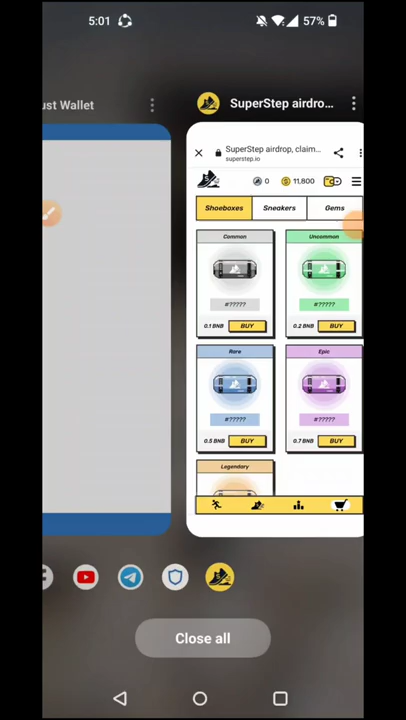 5:01
57%
ust Wallet
SuperStep airdro...
SuperStep airdrop, claim...
superstep.io
0
11,800
Shoeboxes
Sneakers
Gems
Common
Uncommon
#?????
#?????
0.1 BNB
BUY
0.2 BNB
BUY
Rare
Epic
#?????
#?????
0.5 BNB
BUY
0.7 BNB
BUY
Legendary
Close all